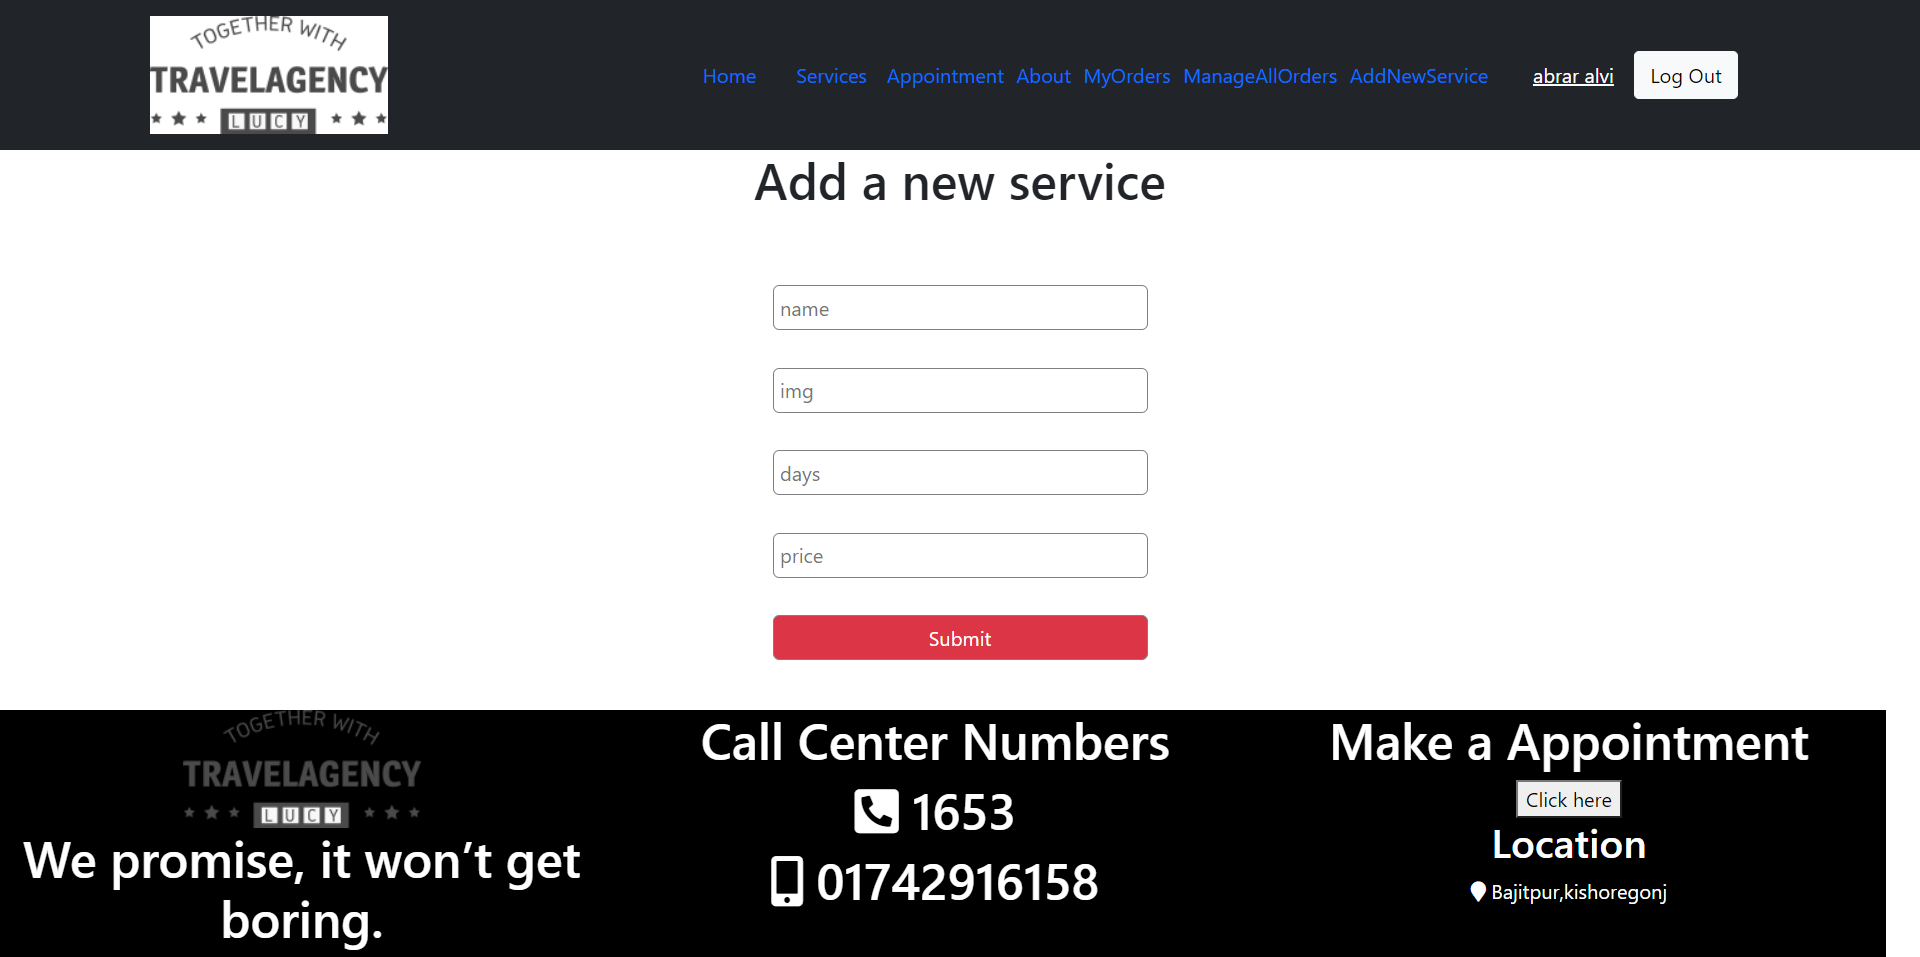 TOGETHER WITH
TRAVELAGENCY
LUCY
Home Services Appointment About MyOrders ManageAllOrders AddNewService abrar alvi Log Out
Add a new service
name
img
days
price
Submit
TOGETHER WITH
TRAVELAGENCY
LUCY
We promise, it won’t get
boring.
Call Center Numbers
1653
01742916158
Make a Appointment
Click here
Location
Bajitpur,kishoregonj